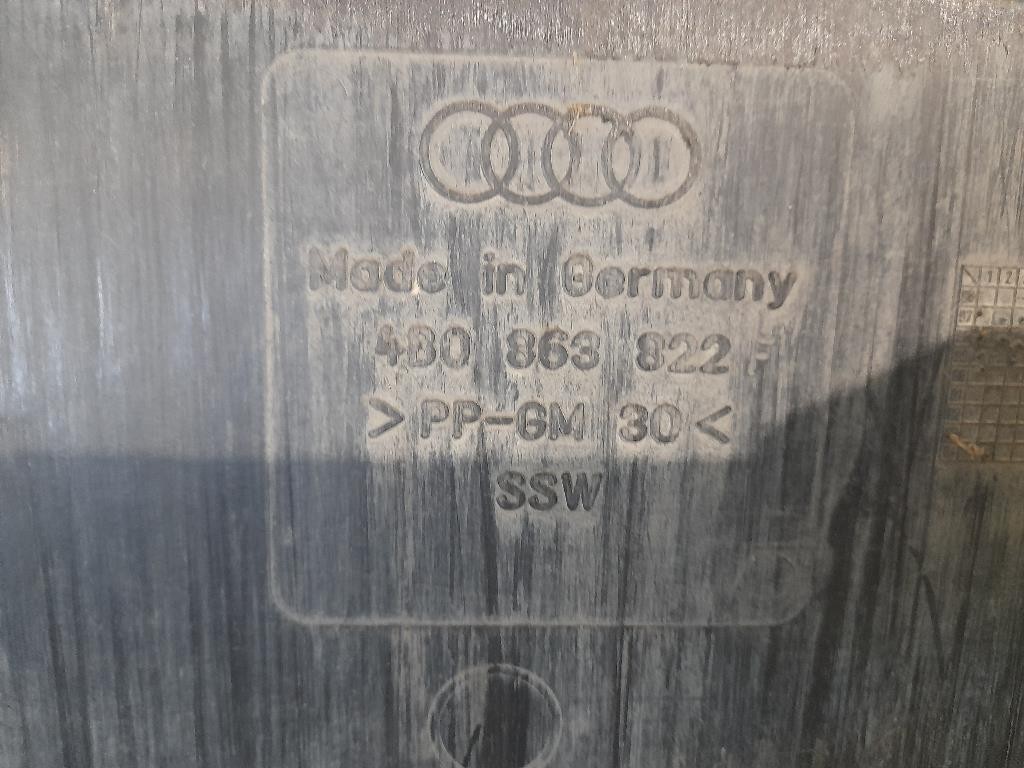 Made in Germany
4B0 863 822 F
>PP-GM 30<
SSW